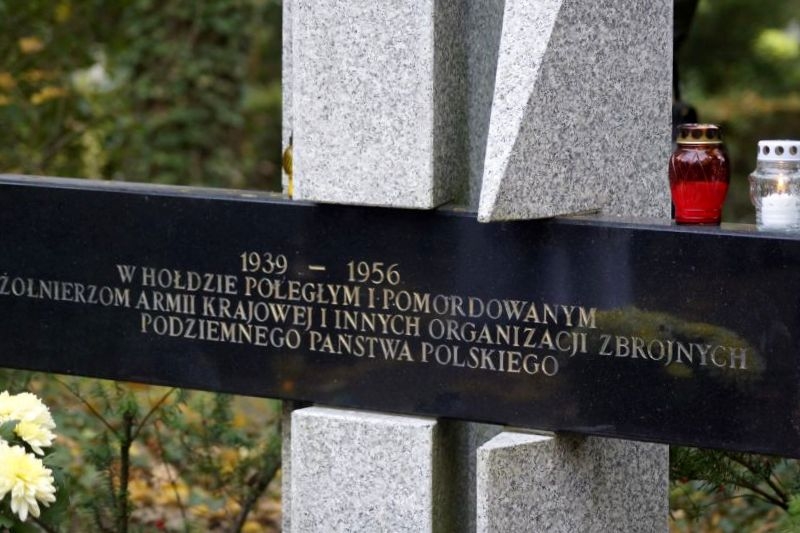 1939 – 1956
W HOŁDZIE POLEGŁYM I POMORDOWANYM
ŻOŁNIERZOM ARMII KRAJOWEJ I INNYCH ORGANIZACJI ZBROJNYCH
PODZIEMNEGO PAŃSTWA POLSKIEGO